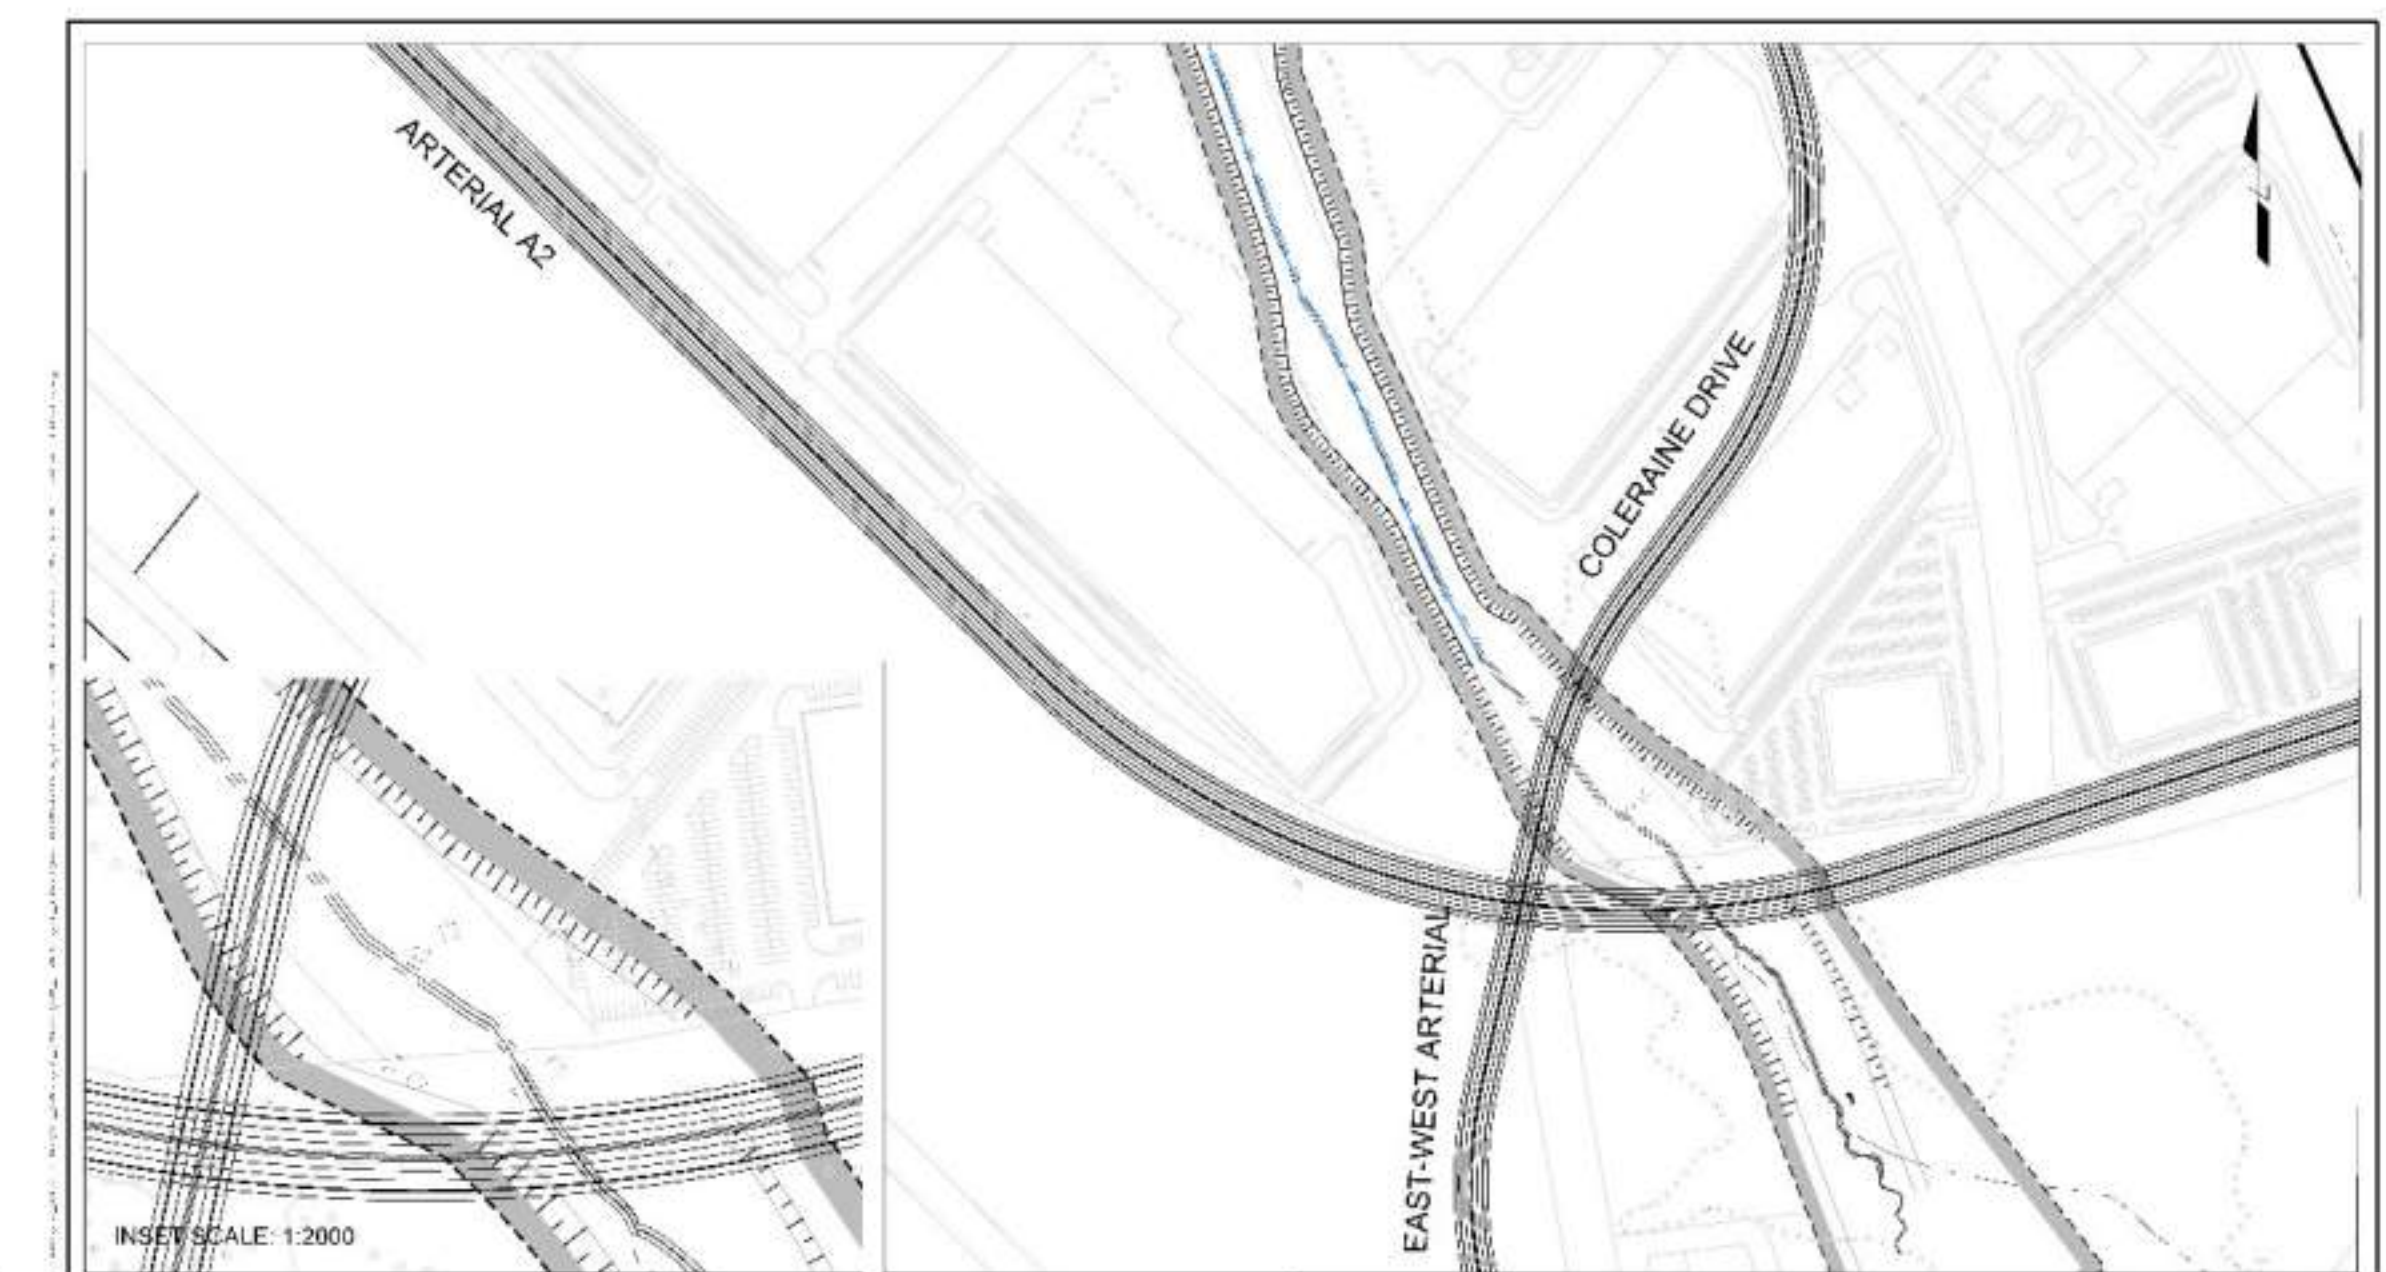 ARTERIAL A2
COLERAINE DRIVE
EAST-WEST ARTERIAL
INSET SCALE: 1:2000